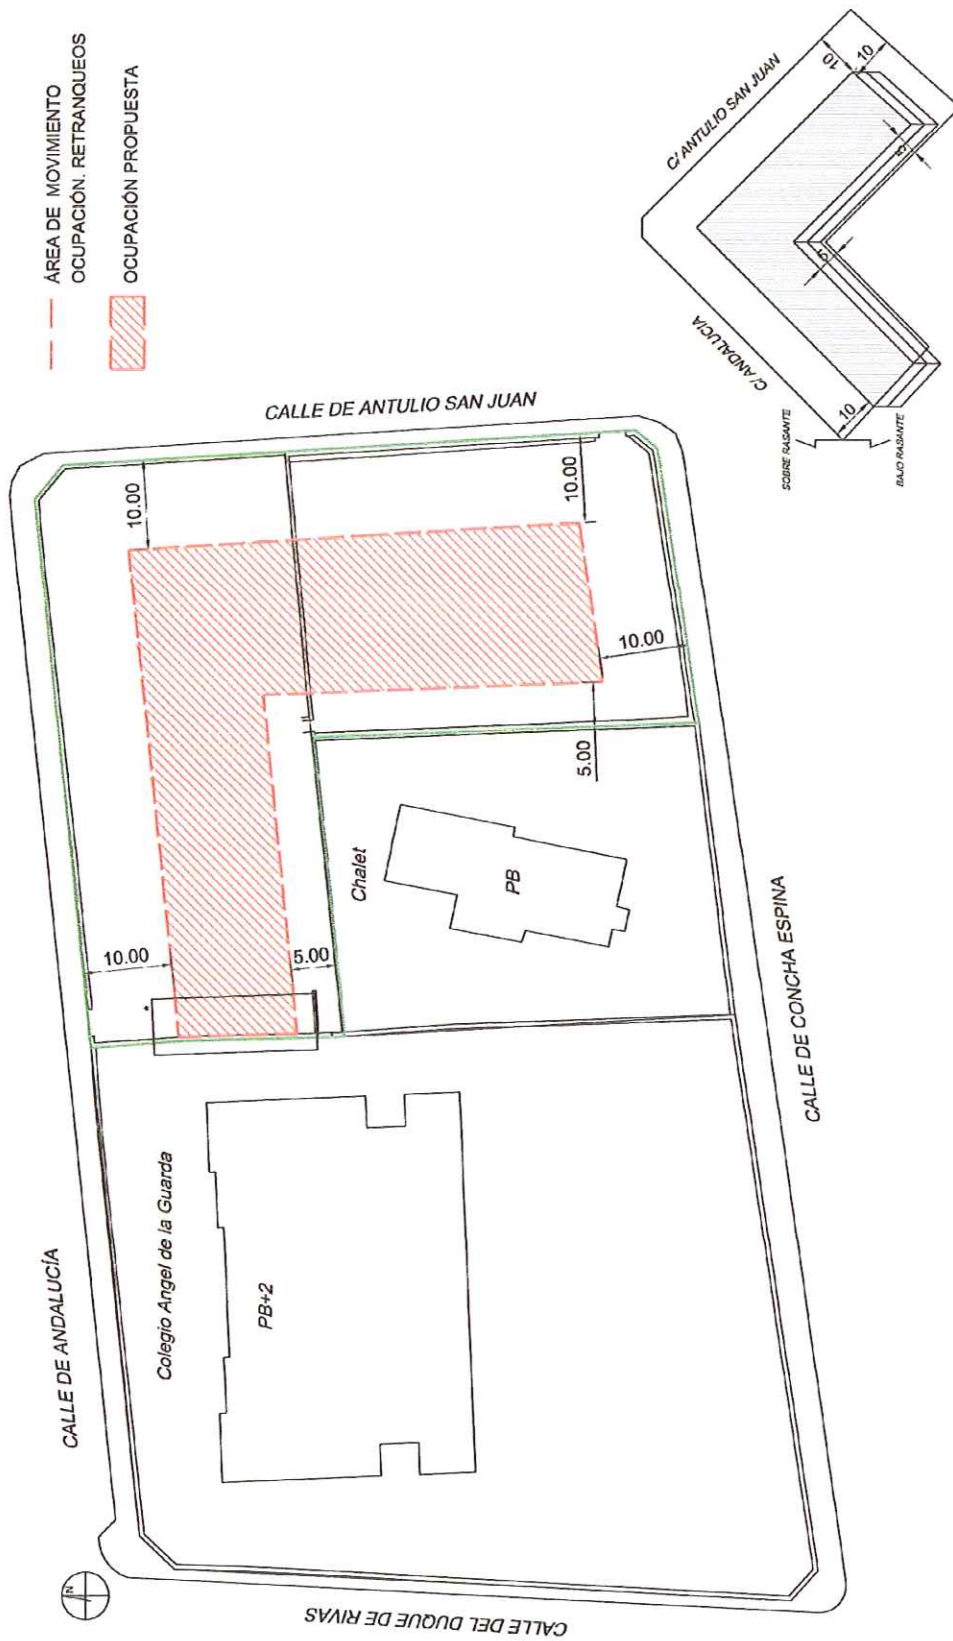 ÁREA DE MOVIMIENTO
OCUPACIÓN. RETRANQUEOS
OCUPACIÓN PROPUESTA
CALLE DE ANDALUCÍA
CALLE DE ANTULIO SAN JUAN
CALLE DE CONCHA ESPINA
CALLE DEL DUQUE DE RIVAS
Colegio Angel de la Guarda
PB+2
Chalet
PB
10.00
10.00
10.00
10.00
5.00
5.00
*
N
C/ ANTULIO SAN JUAN
C/ ANDALUCIA
10
10
10
5
5
SOBRE RASANTE
BAJO RASANTE